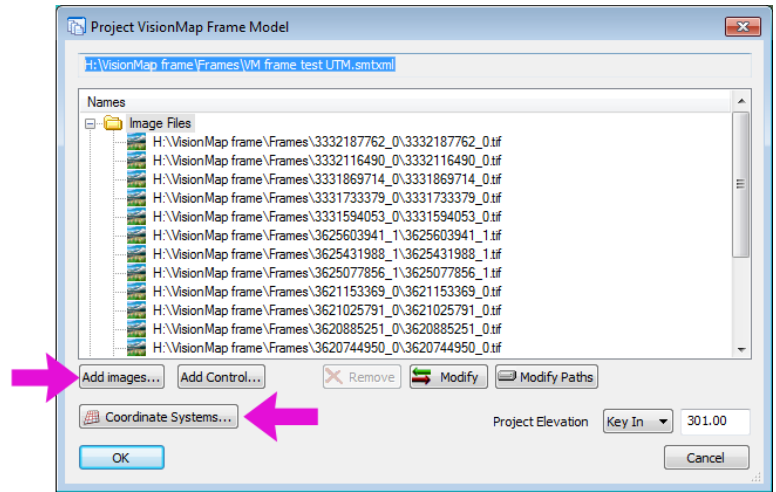 Project VisionMap Frame Model
H:\VisionMap frame\Frames\VM frame test UTM.smtxml
Names
Image Files
H:\VisionMap frame\Frames\3332187762_0\3332187762_0.tif
H:\VisionMap frame\Frames\3332116490_0\3332116490_0.tif
H:\VisionMap frame\Frames\3331869714_0\3331869714_0.tif
H:\VisionMap frame\Frames\3331733379_0\3331733379_0.tif
H:\VisionMap frame\Frames\3331594053_0\3331594053_0.tif
H:\VisionMap frame\Frames\3625603941_1\3625603941_1.tif
H:\VisionMap frame\Frames\3625431988_1\3625431988_1.tif
H:\VisionMap frame\Frames\3625077856_1\3625077856_1.tif
H:\VisionMap frame\Frames\3621153369_0\3621153369_0.tif
H:\VisionMap frame\Frames\3621025791_0\3621025791_0.tif
H:\VisionMap frame\Frames\3620885251_0\3620885251_0.tif
H:\VisionMap frame\Frames\3620744950_0\3620744950_0.tif
Add images... Add Control... Remove Modify Modify Paths
Coordinate Systems... Project Elevation Key In 301.00
OK Cancel